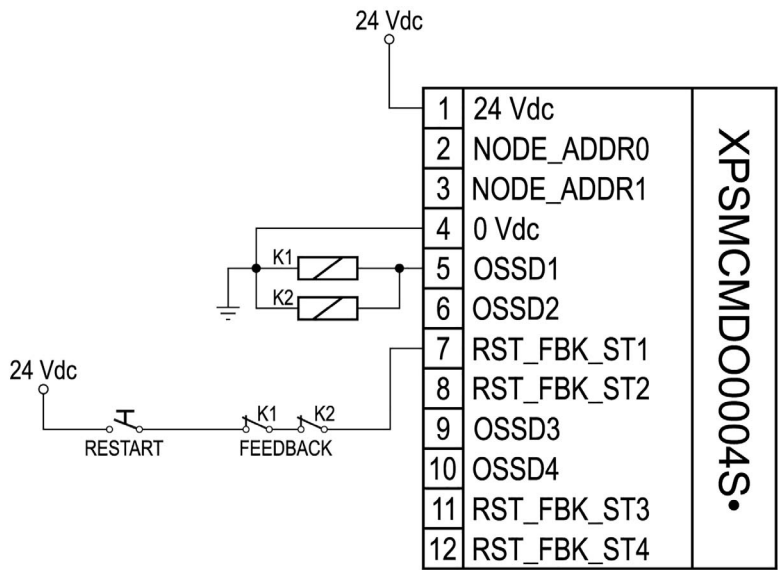 24 Vdc
1 24 Vdc
2 NODE_ADDR0
3 NODE_ADDR1
4 0 Vdc
K1
5 OSSD1
K2
6 OSSD2
7 RST_FBK_ST1
24 Vdc
8 RST_FBK_ST2
K1 K2
9 OSSD3
RESTART FEEDBACK
10 OSSD4
11 RST_FBK_ST3
12 RST_FBK_ST4
XPSMCMDO0004S•